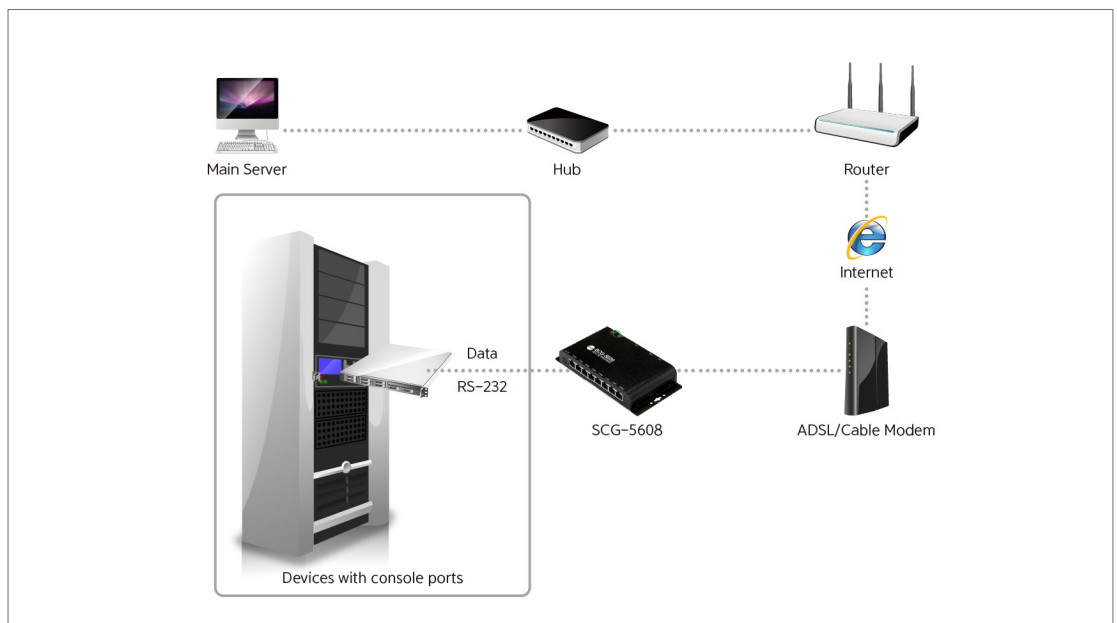 Main Server
Hub
Router
Internet
Data
RS-232
SCG-5608
ADSL/Cable Modem
Devices with console ports